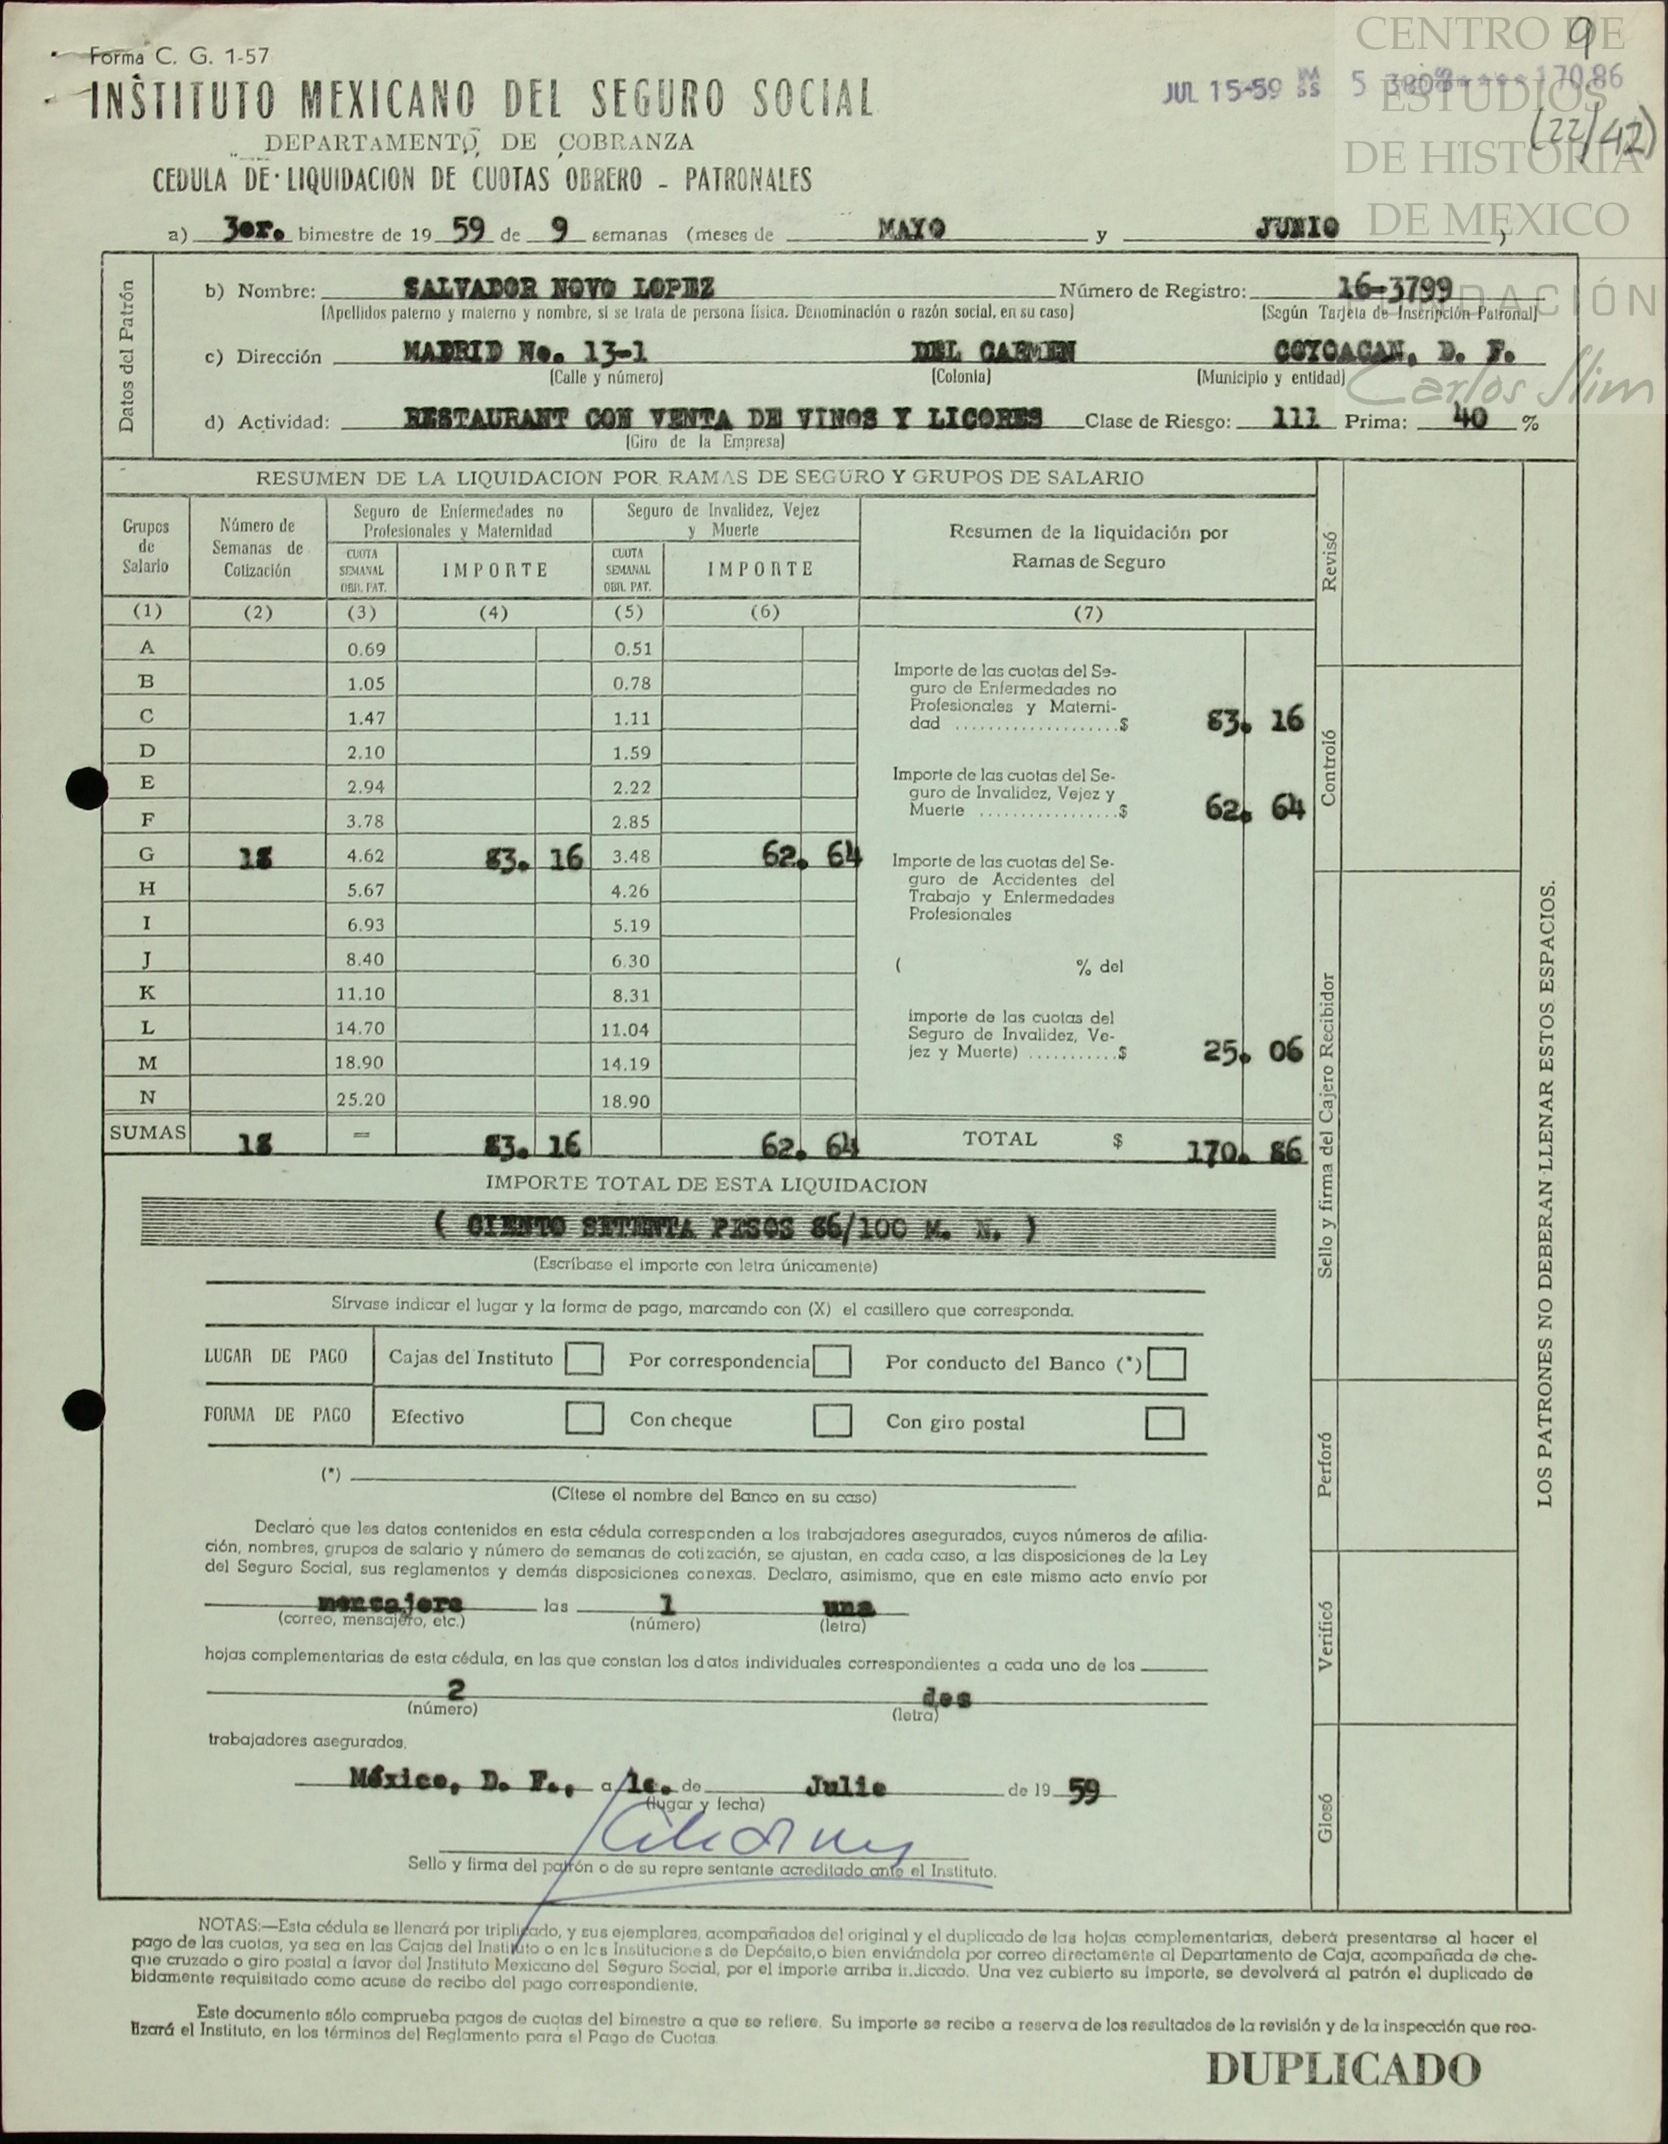 9
Forma C. G. 1-57
INSTITUTO MEXICANO DEL SEGURO SOCIAL
JUL 15-59 IM SS 5 170.86
(22/42)
DEPARTAMENTO DE COBRANZA
CEDULA DE LIQUIDACION DE CUOTAS OBRERO - PATRONALES
CENTRO DE
ESTUDIOS
DE HISTORIA
DE MEXICO
FUNDACIÓN
Carlos Slim
a) 3er. bimestre de 19 59 de 9 semanas (meses de MAYO y JUNIO )
Datos del Patrón
b) Nombre: SALVADOR NOVO LOPEZ Número de Registro: 16-3799
(Apellidos paterno y materno y nombre, si se trata de persona física. Denominación o razón social, en su caso) (Según Tarjeta de Inscripción Patronal)
c) Dirección MADRID No. 13-1 DEL CARMEN COYOACAN, D. F.
(Calle y número) (Colonia) (Municipio y entidad)
d) Actividad: RESTAURANT CON VENTA DE VINOS Y LICORES Clase de Riesgo: 111 Prima: 40 %
(Giro de la Empresa)
RESUMEN DE LA LIQUIDACION POR RAMAS DE SEGURO Y GRUPOS DE SALARIO
Grupos de Salario
Número de Semanas de Cotización
Seguro de Enfermedades no Profesionales y Maternidad
Seguro de Invalidez, Vejez y Muerte
Resumen de la liquidación por Ramas de Seguro
CUOTA SEMANAL OBR. PAT. IMPORTE CUOTA SEMANAL OBR. PAT. IMPORTE
(1) (2) (3) (4) (5) (6) (7)
A 0.69 0.51
B 1.05 0.78
C 1.47 1.11
D 2.10 1.59
E 2.94 2.22
F 3.78 2.85
G 18 4.62 83. 16 3.48 62. 64
H 5.67 4.26
I 6.93 5.19
J 8.40 6.30
K 11.10 8.31
L 14.70 11.04
M 18.90 14.19
N 25.20 18.90
SUMAS 18 — 83. 16 62. 64
Importe de las cuotas del Se-
guro de Enfermedades no
Profesionales y Materni-
dad .................... $ 83. 16
Importe de las cuotas del Se-
guro de Invalidez, Vejez y
Muerte ................. $ 62. 64
Importe de las cuotas del Se-
guro de Accidentes del
Trabajo y Enfermedades
Profesionales
( % del
importe de las cuotas del
Seguro de Invalidez, Ve-
jez y Muerte) ........... $ 25. 06
TOTAL $ 170. 86
Revisó
Controló
Sello y firma del Cajero Recibidor
Perforó
Verificó
Glosó
LOS PATRONES NO DEBERAN LLENAR ESTOS ESPACIOS.
IMPORTE TOTAL DE ESTA LIQUIDACION
( CIENTO SETENTA PESOS 86/100 M. N. )
(Escríbase el importe con letra únicamente)
Sírvase indicar el lugar y la forma de pago, marcando con (X) el casillero que corresponda.
LUGAR DE PAGO Cajas del Instituto Por correspondencia Por conducto del Banco (*)
FORMA DE PAGO Efectivo Con cheque Con giro postal
(*)
(Cítese el nombre del Banco en su caso)
Declaro que los datos contenidos en esta cédula corresponden a los trabajadores asegurados, cuyos números de afilia-
ción, nombres, grupos de salario y número de semanas de cotización, se ajustan, en cada caso, a las disposiciones de la Ley
del Seguro Social, sus reglamentos y demás disposiciones conexas. Declaro, asimismo, que en este mismo acto envío por
mensajero las 1 una
(correo, mensajero, etc.) (número) (letra)
hojas complementarias de esta cédula, en las que constan los datos individuales correspondientes a cada uno de los
2 dos
(número) (letra)
trabajadores asegurados.
México, D. F., a 1o. de Julio de 19 59
(lugar y fecha)
Sello y firma del patrón o de su repre sentante acreditado ante el Instituto.
NOTAS:—Esta cédula se llenará por triplicado, y sus ejemplares, acompañados del original y el duplicado de las hojas complementarias, deberá presentarse al hacer el
pago de las cuotas, ya sea en las Cajas del Instituto o en las Instituciones de Depósito, o bien enviándola por correo directamente al Departamento de Caja, acompañada de che-
que cruzado o giro postal a favor del Instituto Mexicano del Seguro Social, por el importe arriba indicado. Una vez cubierto su importe, se devolverá al patrón el duplicado de
bidamente requisitado como acuse de recibo del pago correspondiente.
Este documento sólo comprueba pagos de cuotas del bimestre a que se refiere. Su importe se recibe a reserva de los resultados de la revisión y de la inspección que rea-
lizará el Instituto, en los términos del Reglamento para el Pago de Cuotas.
DUPLICADO